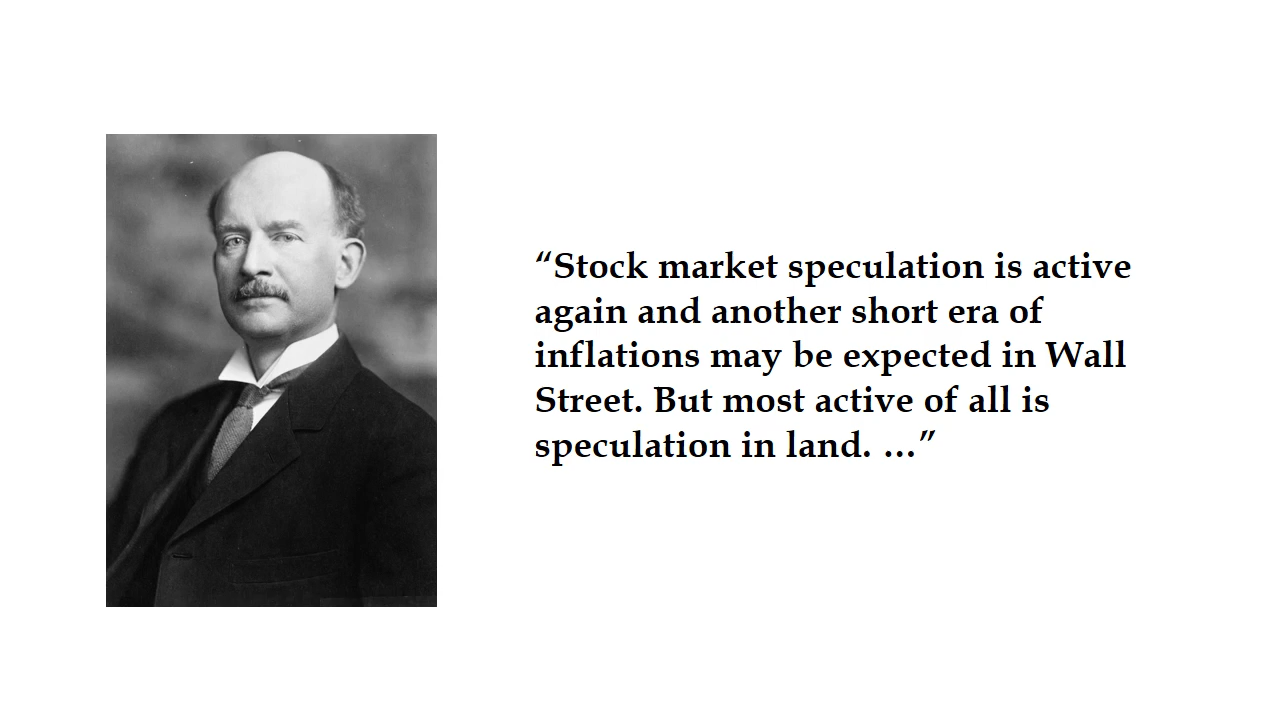 “Stock market speculation is active
again and another short era of
inflations may be expected in Wall
Street. But most active of all is
speculation in land. …”